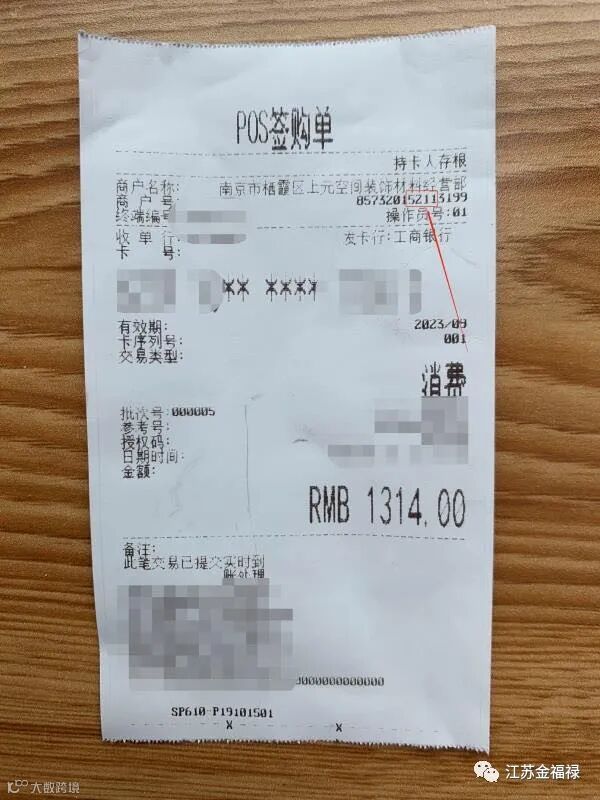 POS签购单
持卡人存根
商户名称: 南京市栖霞区上元空间装饰材料经营部
商户号 857320152113199
终端编号 操作员号:01
收单行 发卡行:工商银行
卡 号:
** ****
有效期: 2023/09
卡序列号: 001
交易类型:
消费
批次号:000005
参考号:
授权码:
日期时间:
金额:
RMB 1314.00
备注:
此笔交易已提交实时到
账处理
000000000000
SP610-P19101501
X X
大数跨境
江苏金福禄